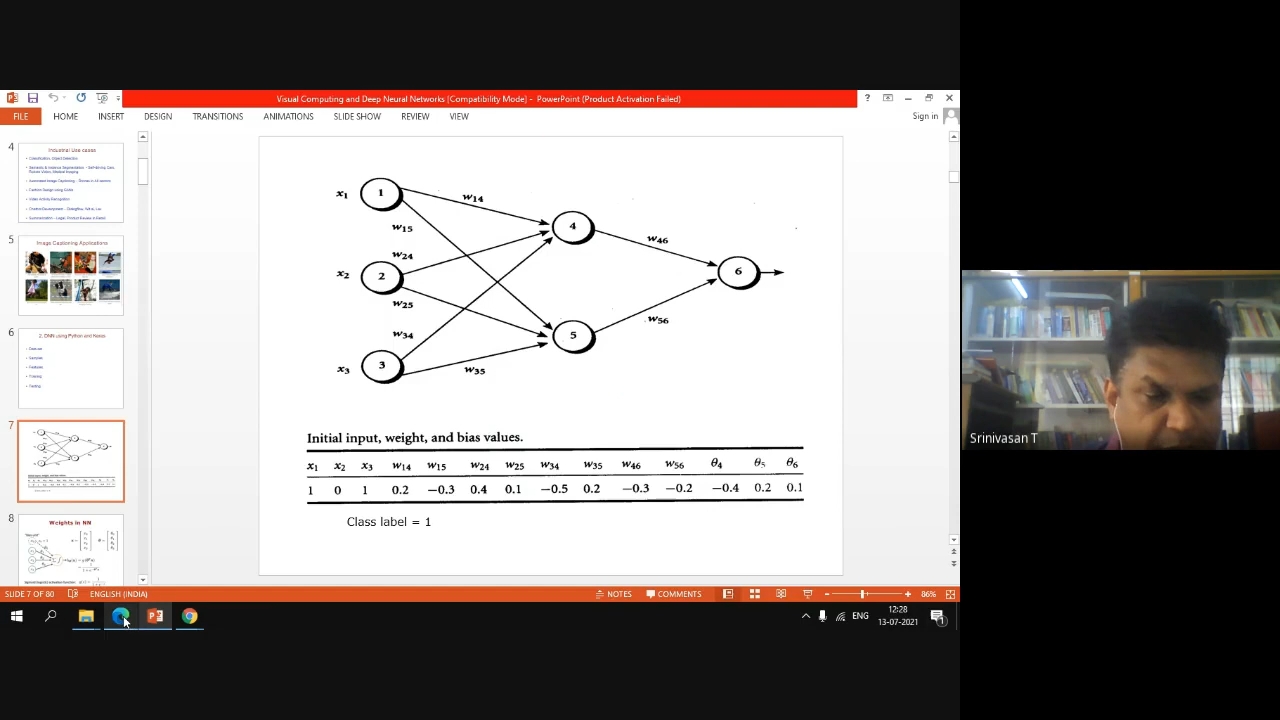 Visual Computing and Deep Neural Networks [Compatibility Mode] - PowerPoint (Product Activation Failed)
?
FILE HOME INSERT DESIGN TRANSITIONS ANIMATIONS SLIDE SHOW REVIEW VIEW Sign in
4
Industrial Use-cases
5
Image Captioning Applications
6
2. DNN using Python and Keras
7
8
Weights in NN
x1 1 w14
w15
4
w46
w24
x2 2
w25
6
w34
5
w56
x3 3
w35
Initial input, weight, and bias values.
x1 x2 x3 w14 w15 w24 w25 w34 w35 w46 w56 θ4 θ5 θ6
1 0 1 0.2 −0.3 0.4 0.1 −0.5 0.2 −0.3 −0.2 −0.4 0.2 0.1
Class label = 1
Srinivasan T
SLIDE 7 OF 80 ENGLISH (INDIA) NOTES COMMENTS 86%
ENG
12:28
13-07-2021
1